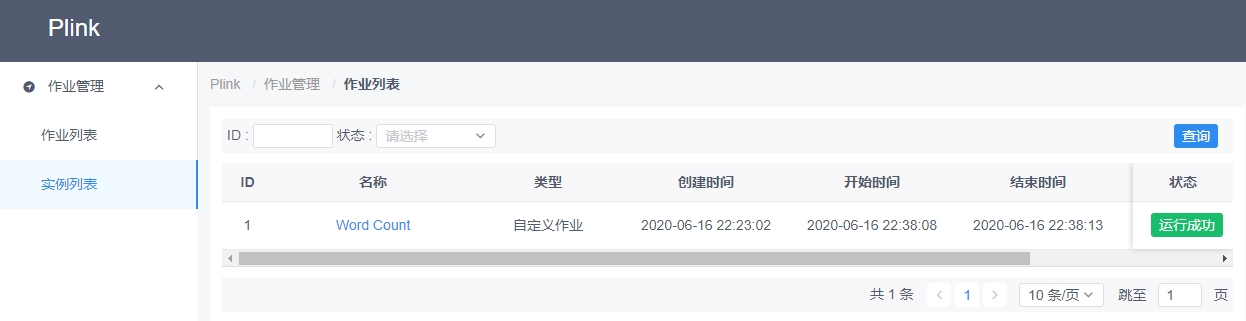 Plink
作业管理
作业列表
实例列表
Plink / 作业管理 / 作业列表
ID : 状态 : 请选择 查询
ID 名称 类型 创建时间 开始时间 结束时间 状态
1 Word Count 自定义作业 2020-06-16 22:23:02 2020-06-16 22:38:08 2020-06-16 22:38:13 运行成功
共 1 条 1 10 条/页 跳至 1 页